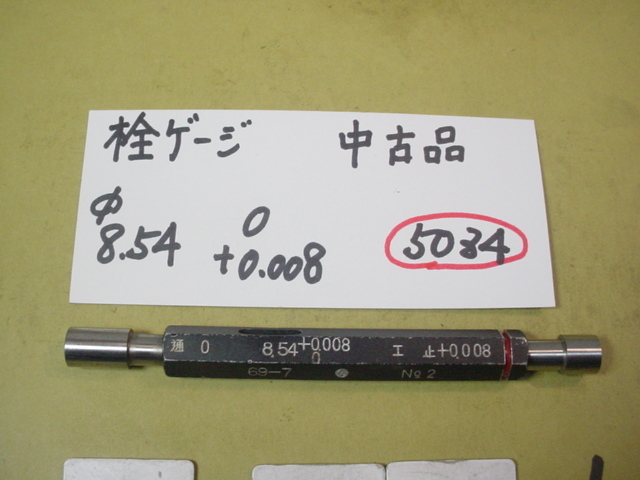 栓ゲージ 中古品
φ
8.54 0
+0.008 5034
通 0 8.54 +0.008
0 工 止+0.008
69-7 No 2